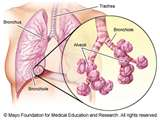 Trachea
Bronchus
Bronchiole
Alveoli
Bronchiole
© Mayo Foundation for Medical Education and Research. All rights reserved.